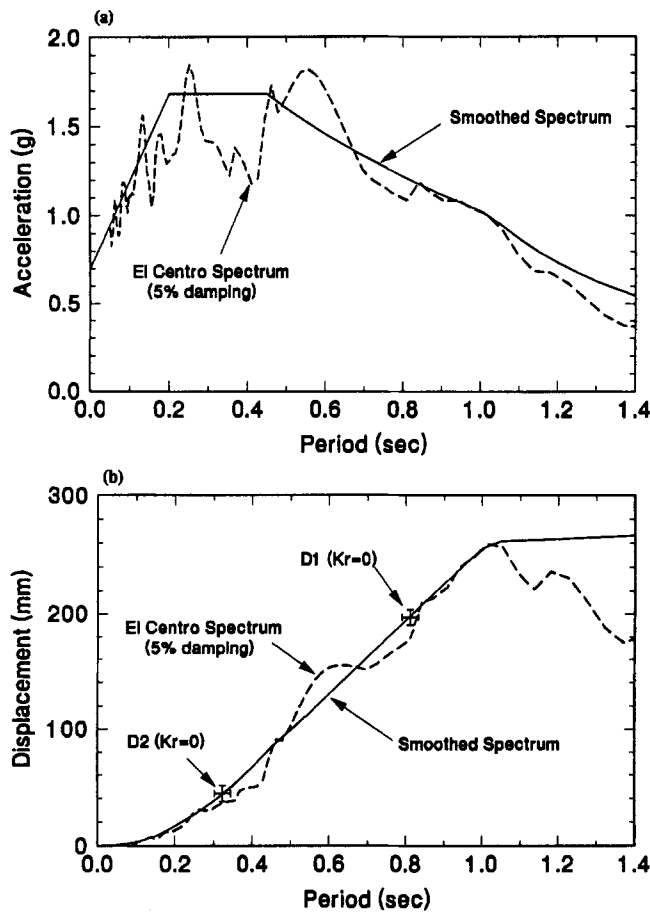 (a)
2.0
1.5
1.0
0.5
0.0
Acceleration (g)
Smoothed Spectrum
El Centro Spectrum
(5% damping)
0.0 0.2 0.4 0.6 0.8 1.0 1.2 1.4
Period (sec)
(b)
300
200
100
0
Displacement (mm)
D1 (Kr=0)
El Centro Spectrum
(5% damping)
D2 (Kr=0)
Smoothed Spectrum
0.0 0.2 0.4 0.6 0.8 1.0 1.2 1.4
Period (sec)